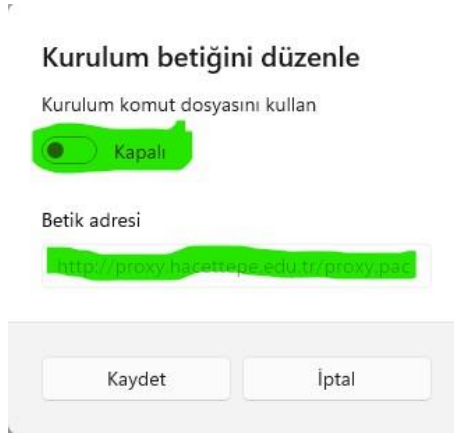 Kurulum betiğini düzenle
Kurulum komut dosyasını kullan
Kapalı
Betik adresi
http://proxy.hacettepe.edu.tr/proxy.pac
Kaydet İptal